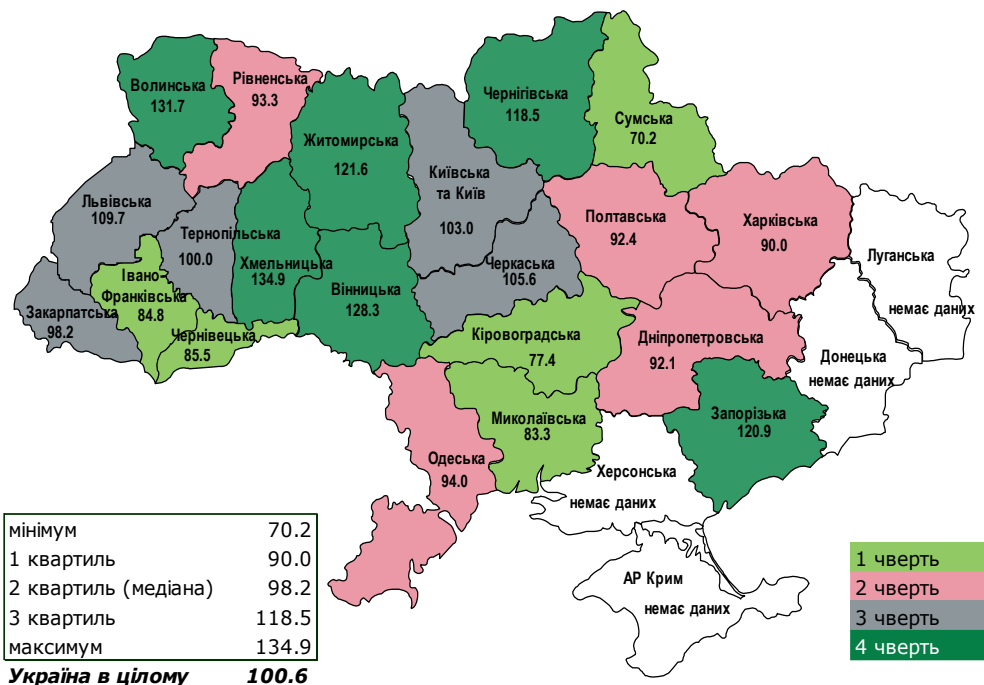 Волинська
131.7
Рівненська
93.3
Житомирська
121.6
Київська
та Київ
103.0
Чернігівська
118.5
Сумська
70.2
Львівська
109.7
Тернопільська
100.0
Хмельницька
134.9
Вінницька
128.3
Черкаська
105.6
Полтавська
92.4
Харківська
90.0
Луганська
немає даних
Івано-
Франківська
84.8
Закарпатська
98.2
Чернівецька
85.5
Кіровоградська
77.4
Дніпропетровська
92.1
Донецька
немає даних
Миколаївська
83.3
Запорізька
120.9
Одеська
94.0
Херсонська
немає даних
АР Крим
немає даних
мінімум 70.2
1 квартиль 90.0
2 квартиль (медіана) 98.2
3 квартиль 118.5
максимум 134.9
Україна в цілому 100.6
1 чверть
2 чверть
3 чверть
4 чверть